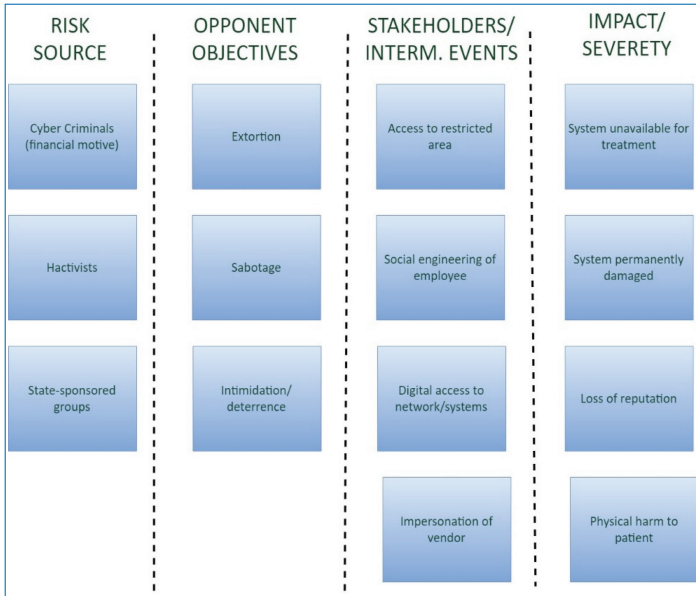 RISK
SOURCE
OPPONENT
OBJECTIVES
STAKEHOLDERS/
INTERM. EVENTS
IMPACT/
SEVERETY
Cyber Criminals
(financial motive)
Extortion
Access to restricted
area
System unavailable for
treatment
Hactivists
Sabotage
Social engineering of
employee
System permanently
damaged
State-sponsored
groups
Intimidation/
deterrence
Digital access to
network/systems
Loss of reputation
Impersonation of
vendor
Physical harm to
patient